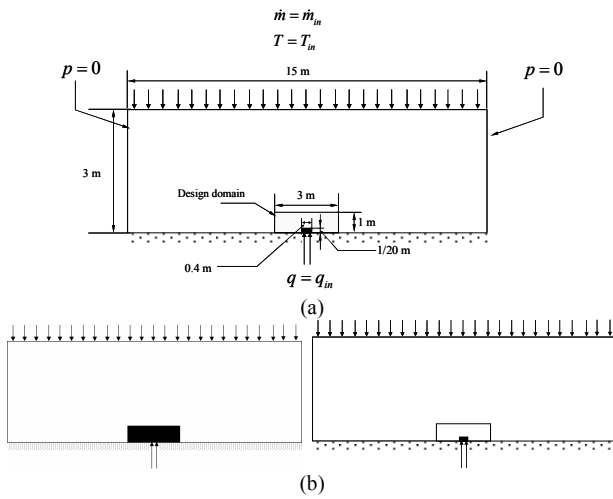 ṁ = ṁ_in
T = T_in
p = 0
15 m
p = 0
3 m
Design domain
3 m
1 m
0.4 m
1/20 m
q = q_in
(a)
(b)